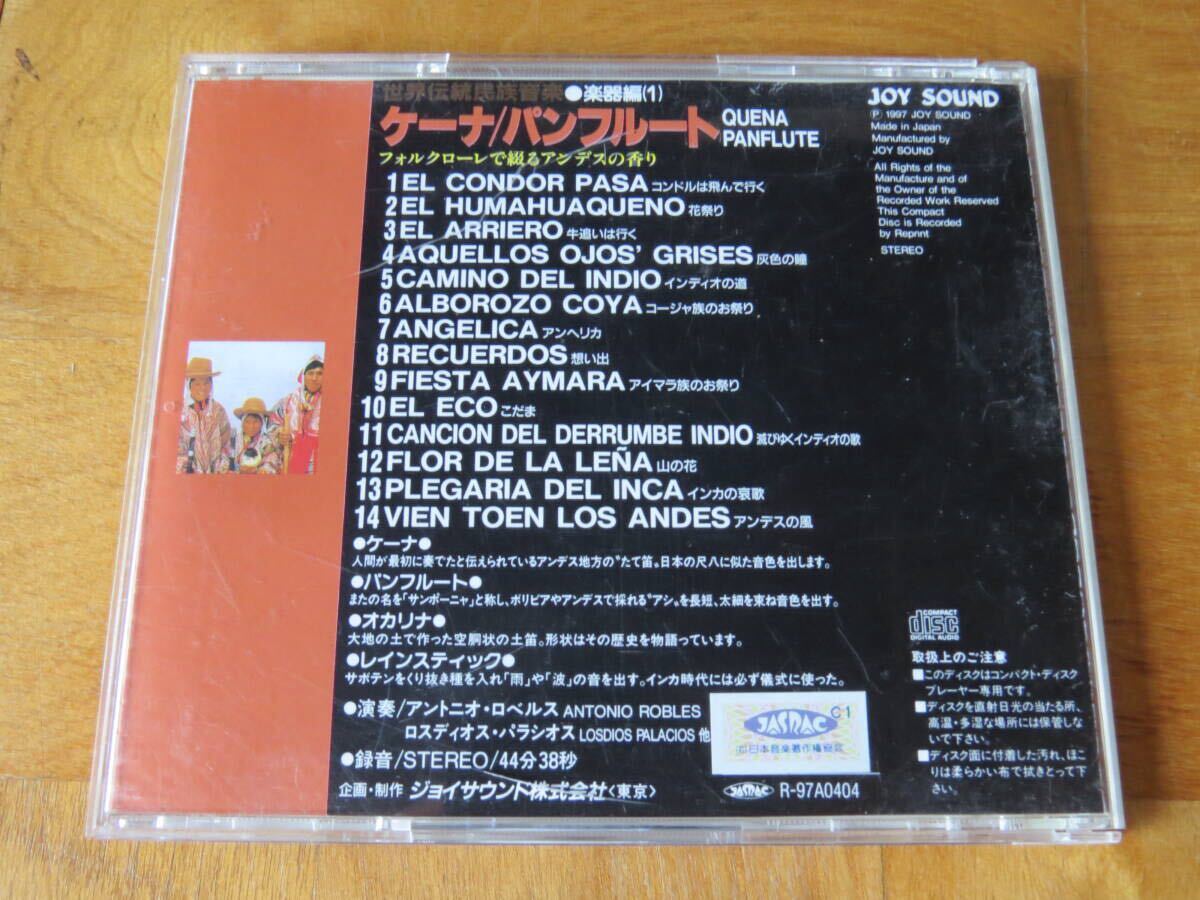 世界伝統民族音楽●楽器編(1)
ケーナ/パンフルート QUENA PANFLUTE
フォルクローレで綴るアンデスの香り
1 EL CONDOR PASA コンドルは飛んで行く
2 EL HUMAHUAQUENO 花祭り
3 EL ARRIERO 牛追いは行く
4 AQUELLOS OJOS' GRISES 灰色の瞳
5 CAMINO DEL INDIO インディオの道
6 ALBOROZO COYA コージャ族のお祭り
7 ANGELICA アンヘリカ
8 RECUERDOS 想い出
9 FIESTA AYMARA アイマラ族のお祭り
10 EL ECO こだま
11 CANCION DEL DERRUMBE INDIO 滅びゆくインディオの歌
12 FLOR DE LA LEÑA 山の花
13 PLEGARIA DEL INCA インカの哀歌
14 VIEN TOEN LOS ANDES アンデスの風
●ケーナ●
人間が最初に奏でたと伝えられているアンデス地方の"たて笛。日本の尺八に似た音色を出します。
●パンフルート●
またの名を「サンポーニャ」と称し、ボリビアやアンデスで採れる"アシ〟を長短、太細を束ね音色を出す。
●オカリナ●
大地の土で作った空胴状の土笛。形状はその歴史を物語っています。
●レインスティック●
サボテンをくり抜き種を入れ「雨」や「波」の音を出す。インカ時代には必ず儀式に使った。
●演奏/アントニオ・ロベルス ANTONIO ROBLES
ロスディオス・パラシオス LOSDIOS PALACIOS 他
●録音/STEREO/44分38秒
企画・制作 ジョイサウンド株式会社〈東京〉
JASRAC R-97A0404
JASRAC C1
日本音楽著作権協会
JOY SOUND
Ⓟ 1997 JOY SOUND
Made in Japan
Manufactured by
JOY SOUND
All Rights of the
Manufacture and of
the Owner of the
Recorded Work Reserved
This Compact
Disc is Recorded
by Reprint
STEREO
COMPACT
disc
DIGITAL AUDIO
取扱上のご注意
■このディスクはコンパクト・ディスク
プレーヤー専用です。
■ディスクを直射日光の当たる所、
高温・多湿な場所には保管しな
いで下さい。
■ディスク面に付着した汚れ、ほこ
りは柔らかい布で拭きとって下
さい。